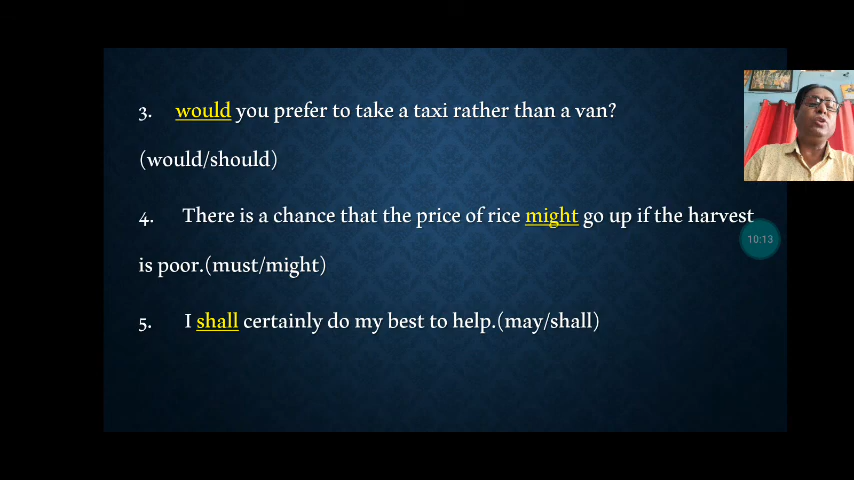 3. would you prefer to take a taxi rather than a van?
(would/should)
4. There is a chance that the price of rice might go up if the harvest
10:13
is poor.(must/might)
5. I shall certainly do my best to help.(may/shall)